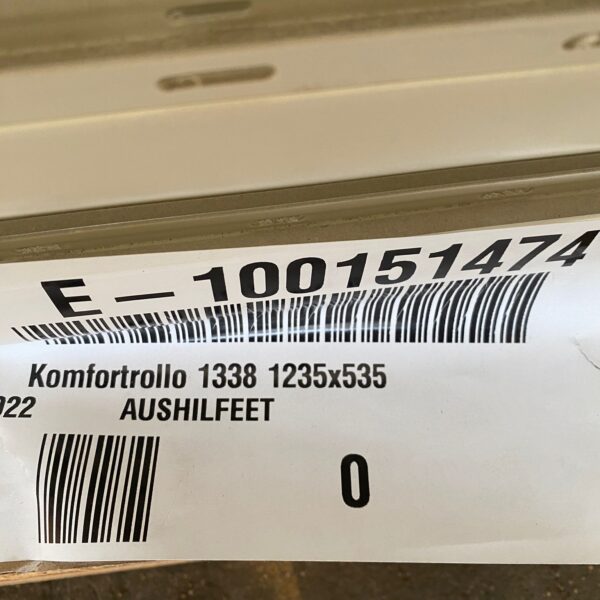 E – 100151474
Komfortrollo 1338 1235x535
022 AUSHILFEET
0